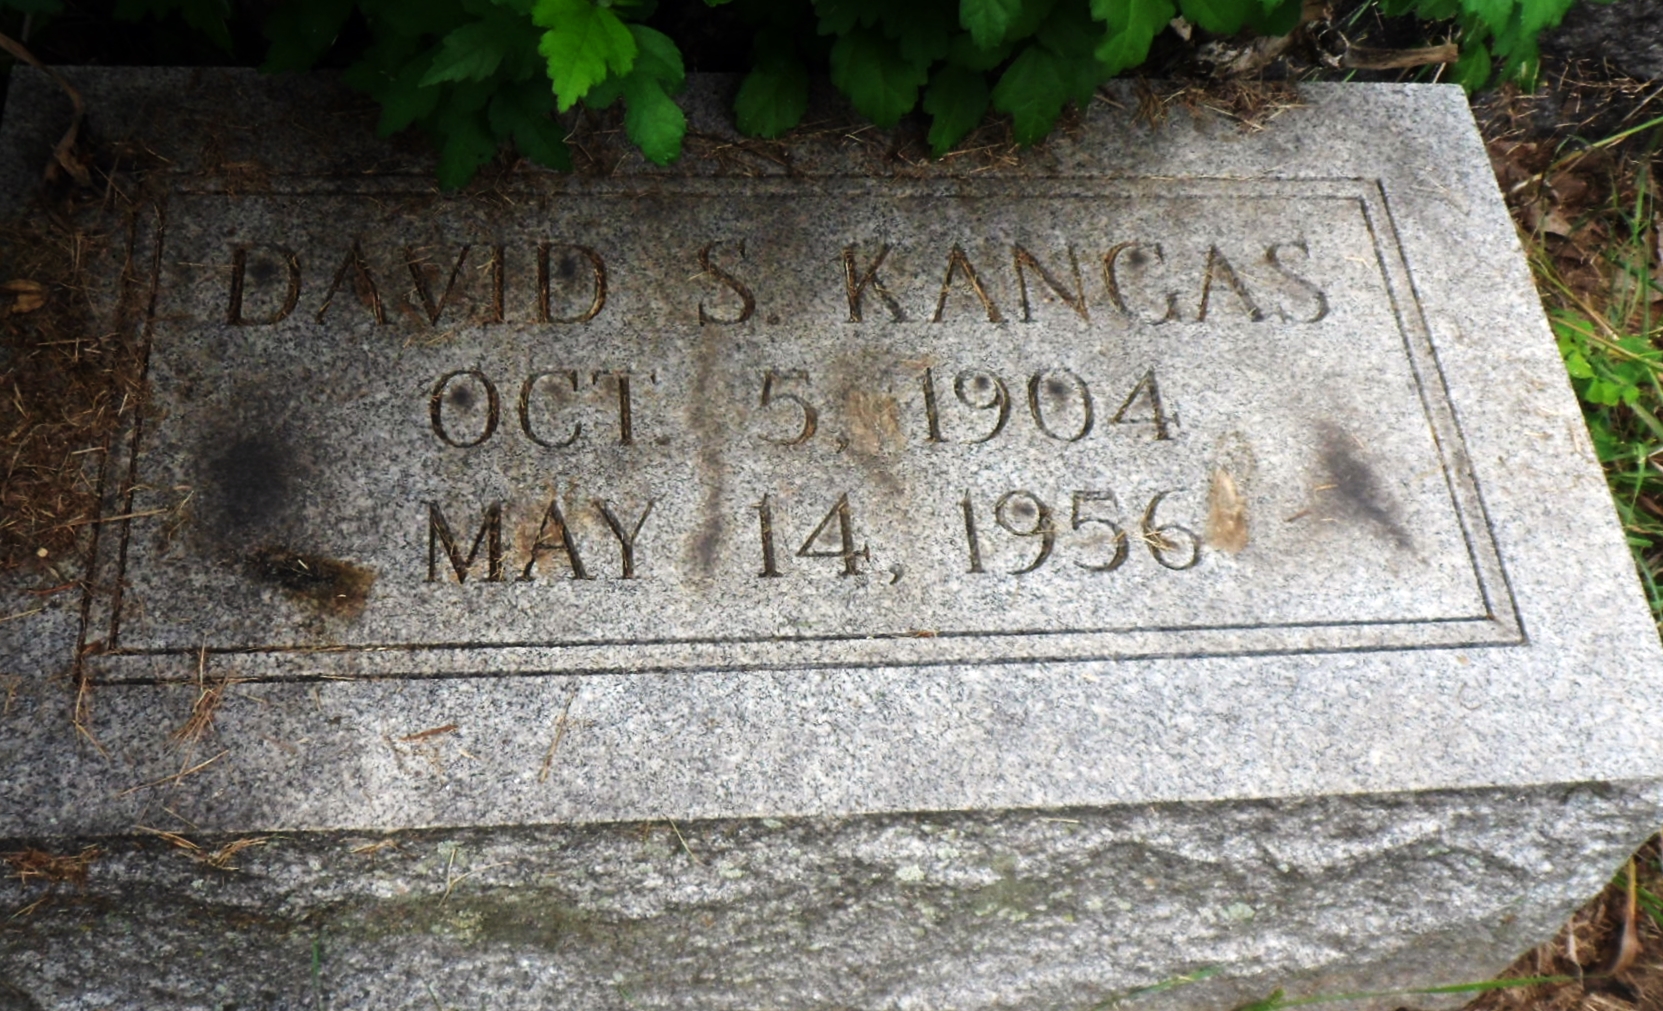 DAVID S. KANGAS
OCT. 5, 1904
MAY 14, 1956